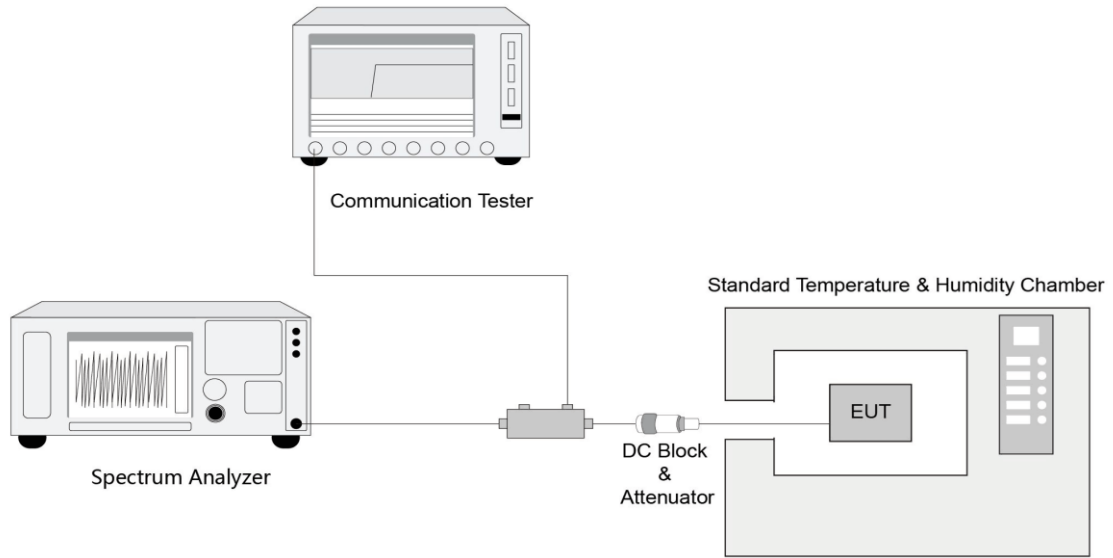 Communication Tester
Standard Temperature & Humidity Chamber
EUT
DC Block
&
Attenuator
Spectrum Analyzer